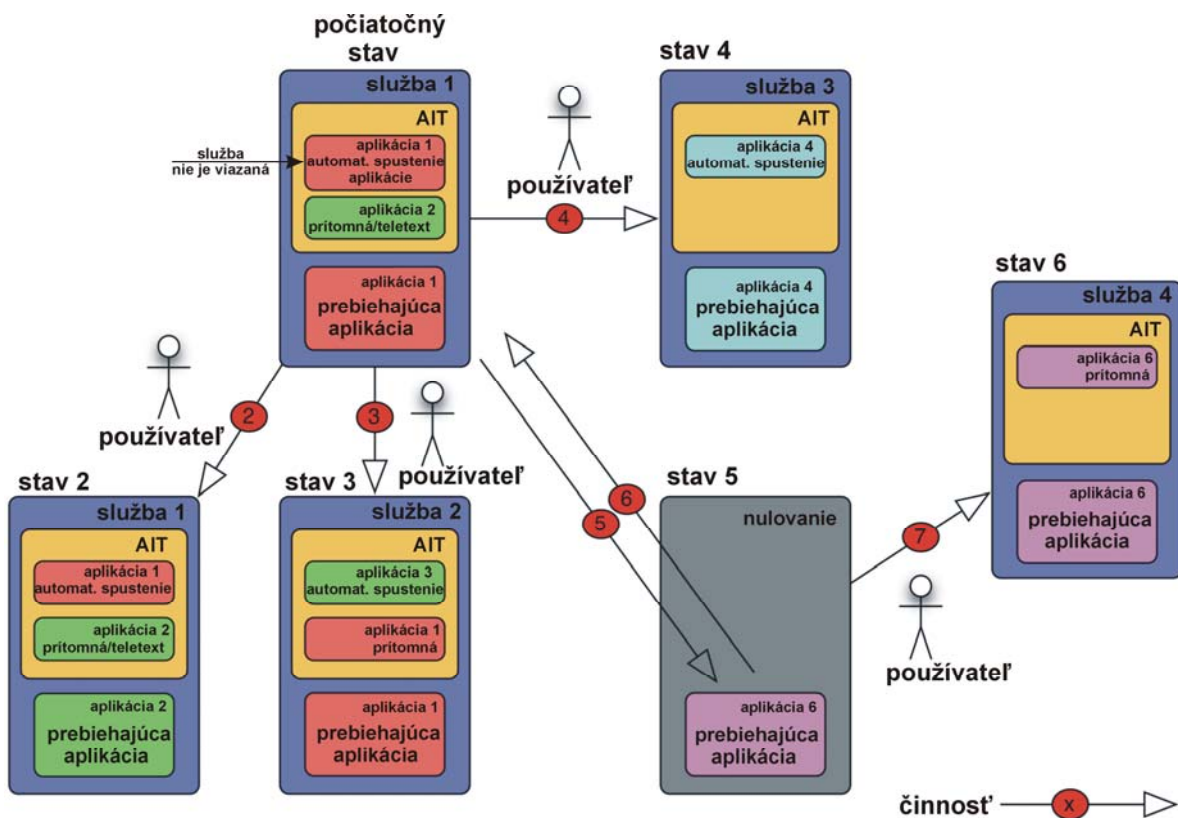 počiatočný
stav
služba 1
AIT
aplikácia 1
automat. spustenie
aplikácie
aplikácia 2
prítomná/teletext
aplikácia 1
prebiehajúca
aplikácia
služba
nie je viazaná
používateľ
4
stav 4
služba 3
AIT
aplikácia 4
automat. spustenie
aplikácia 4
prebiehajúca
aplikácia
stav 6
služba 4
AIT
aplikácia 6
prítomná
aplikácia 6
prebiehajúca
aplikácia
používateľ
2
3
používateľ
stav 2
služba 1
AIT
aplikácia 1
automat. spustenie
aplikácia 2
prítomná/teletext
aplikácia 2
prebiehajúca
aplikácia
stav 3
služba 2
AIT
aplikácia 3
automat. spustenie
aplikácia 1
prítomná
aplikácia 1
prebiehajúca
aplikácia
5
6
stav 5
nulovanie
aplikácia 6
prebiehajúca
aplikácia
7
používateľ
činnosť
x